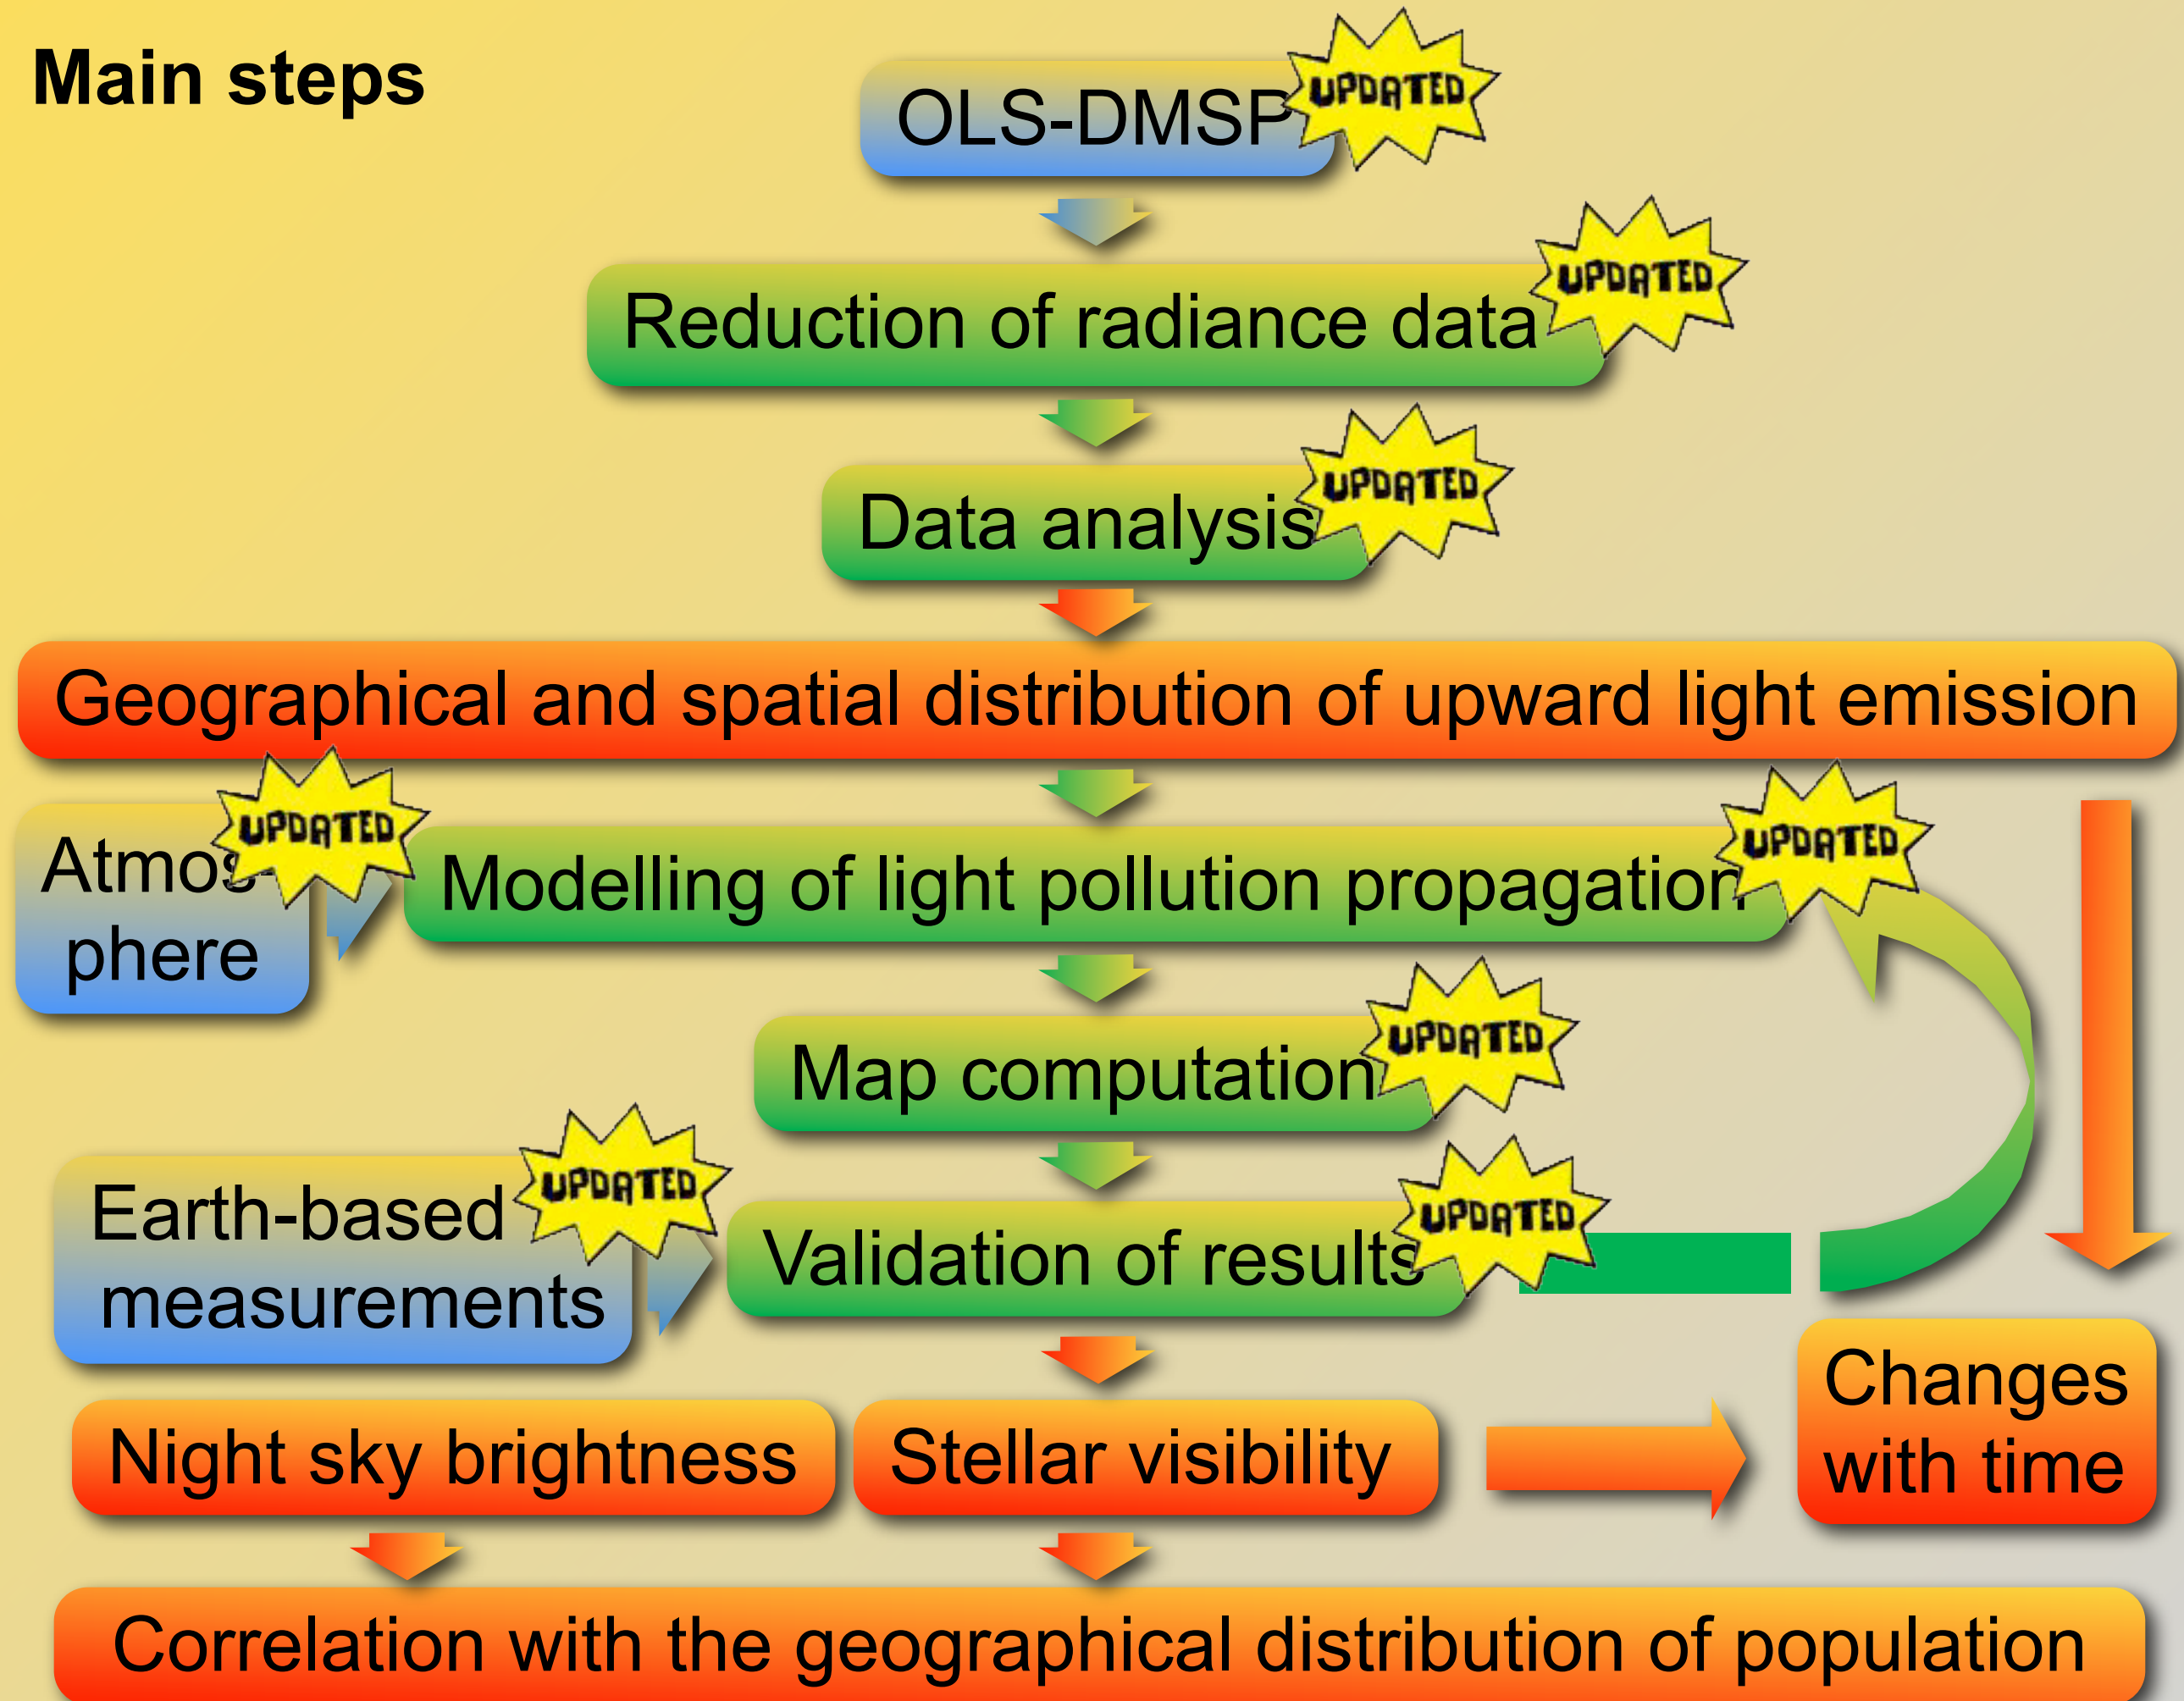 Main steps
OLS-DMSP
UPDATED
Reduction of radiance data
UPDATED
Data analysis
UPDATED
Geographical and spatial distribution of upward light emission
Atmos-
phere
UPDATED
Modelling of light pollution propagation
UPDATED
Map computation
UPDATED
Earth-based
measurements
UPDATED
Validation of results
UPDATED
Night sky brightness
Stellar visibility
Changes
with time
Correlation with the geographical distribution of population